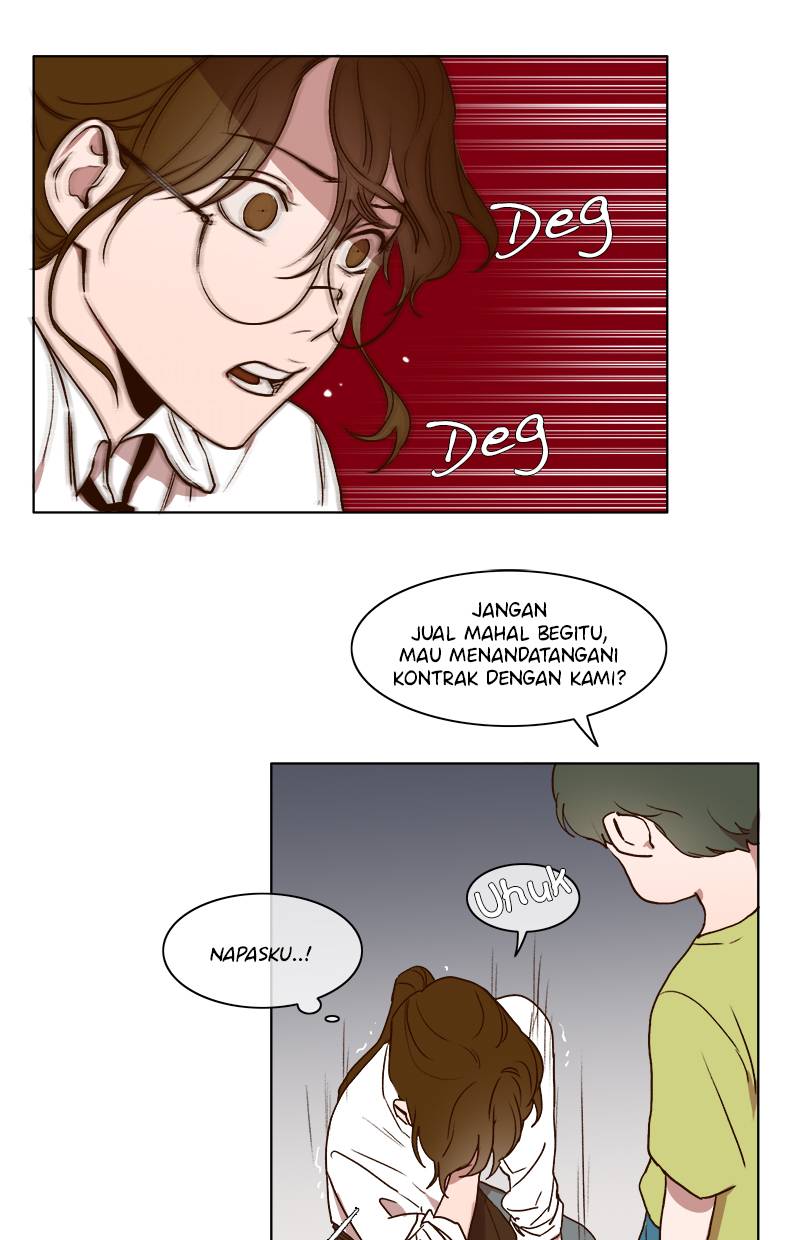 Deg
Deg
JANGAN
JUAL MAHAL BEGITU,
MAU MENANDATANGANI
KONTRAK DENGAN KAMI?
Uhuk
NAPASKU..!